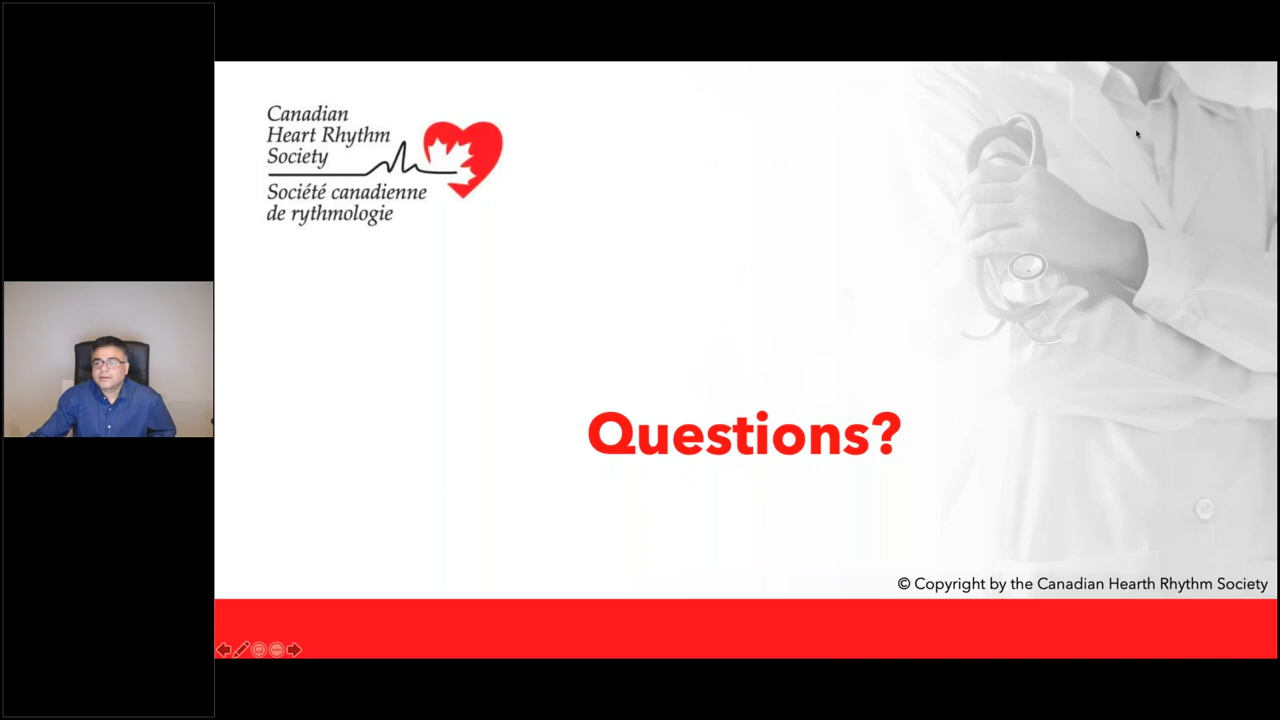 Canadian
Heart Rhythm
Society
Société canadienne
de rythmologie
Questions?
© Copyright by the Canadian Hearth Rhythm Society